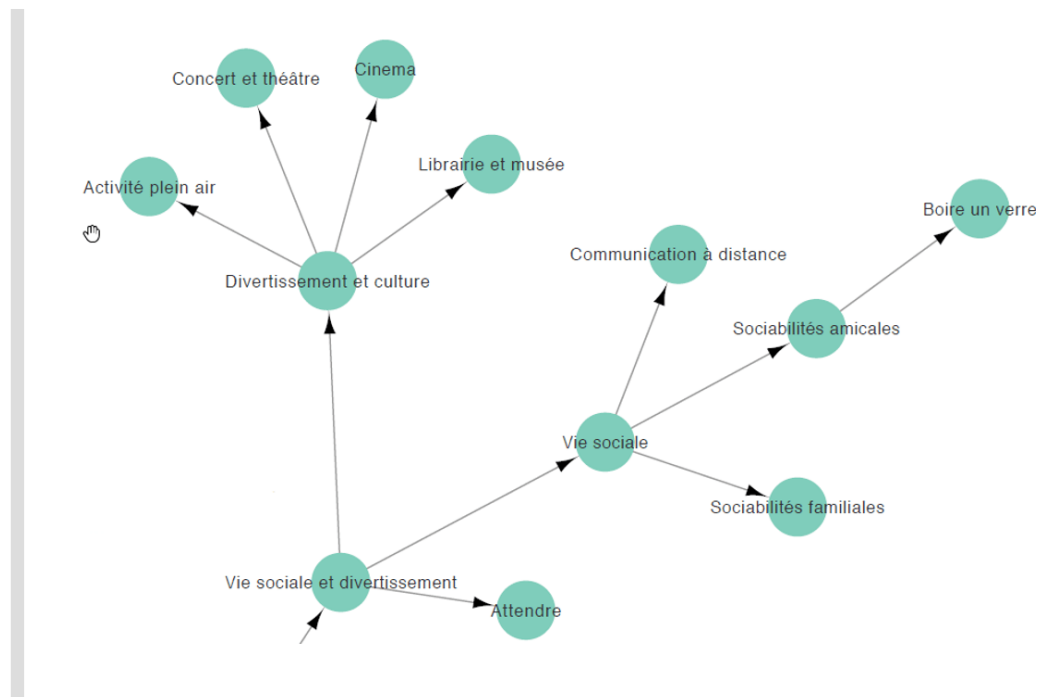 Cinema
Concert et théâtre
Librairie et musée
Activité plein air
Boire un verre
Communication à distance
Divertissement et culture
Sociabilités amicales
Vie sociale
Sociabilités familiales
Vie sociale et divertissement
Attendre